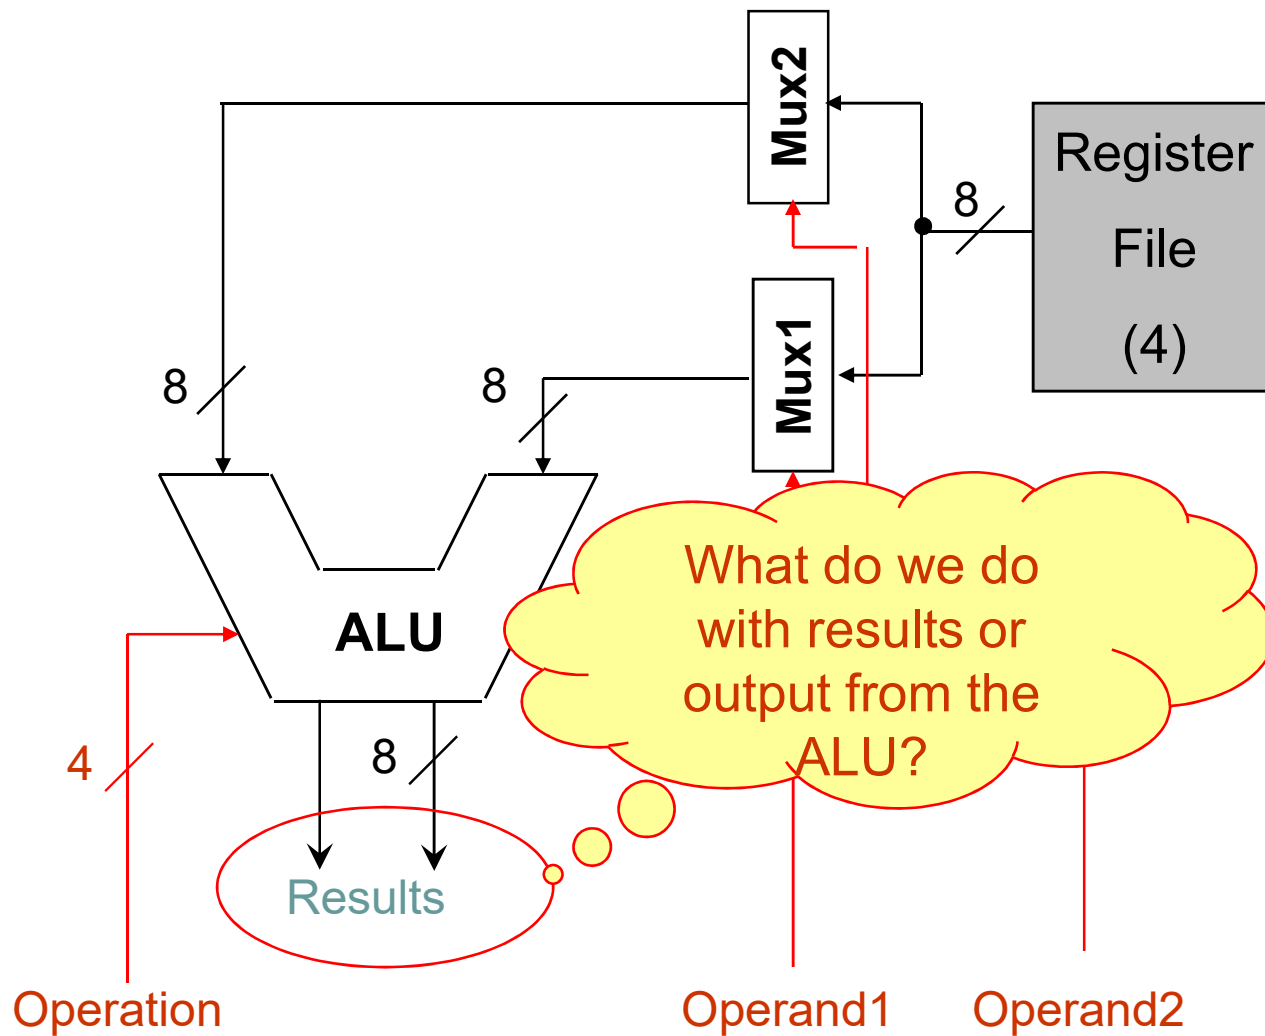 Mux2
Register
File
(4)
8
Mux1
8
8
What do we do
with results or
output from the
ALU?
ALU
4
8
Results
Operation
Operand1
Operand2